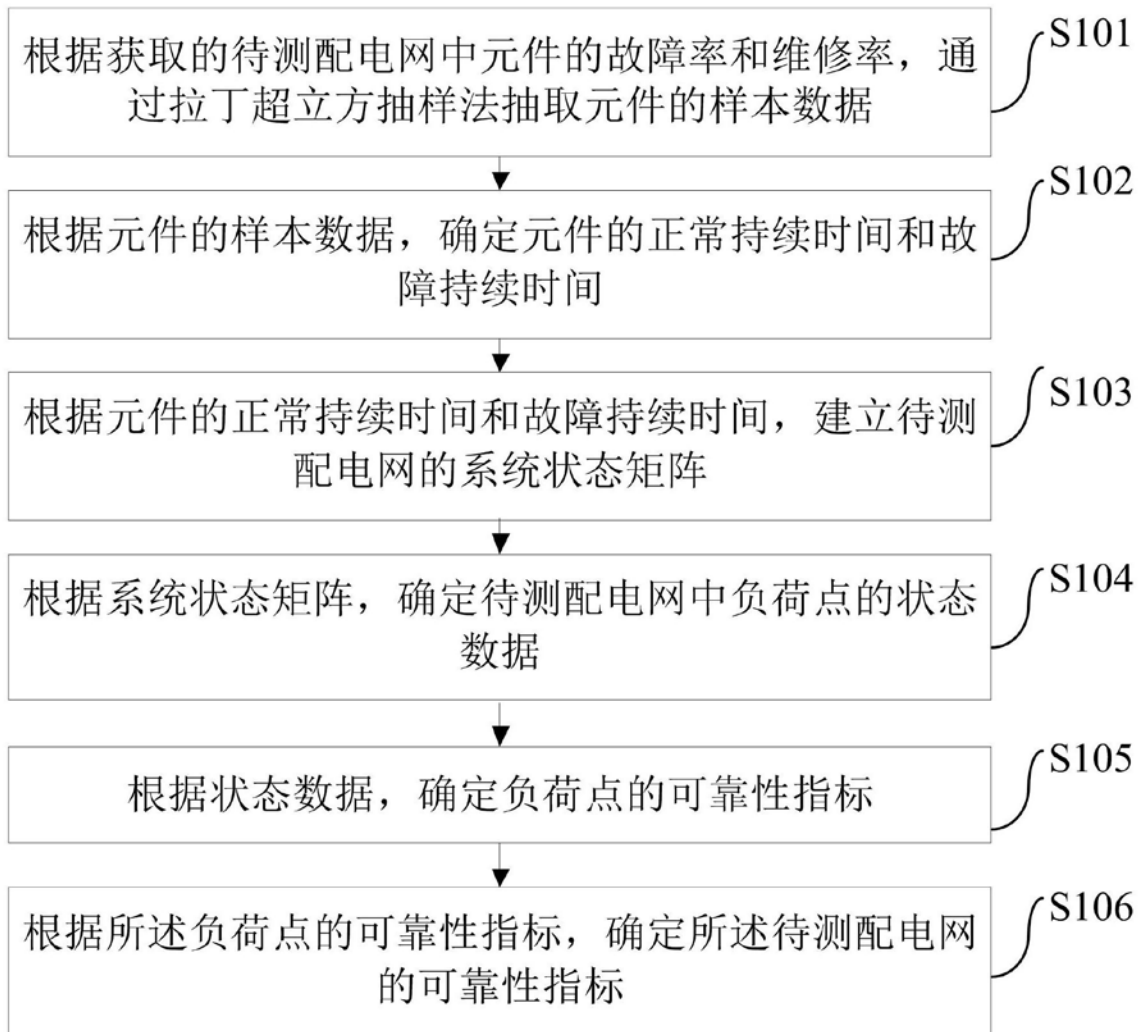 根据获取的待测配电网中元件的故障率和维修率，通
过拉丁超立方抽样法抽取元件的样本数据
S101
根据元件的样本数据，确定元件的正常持续时间和故
障持续时间
S102
根据元件的正常持续时间和故障持续时间，建立待测
配电网的系统状态矩阵
S103
根据系统状态矩阵，确定待测配电网中负荷点的状态
数据
S104
根据状态数据，确定负荷点的可靠性指标
S105
根据所述负荷点的可靠性指标，确定所述待测配电网
的可靠性指标
S106